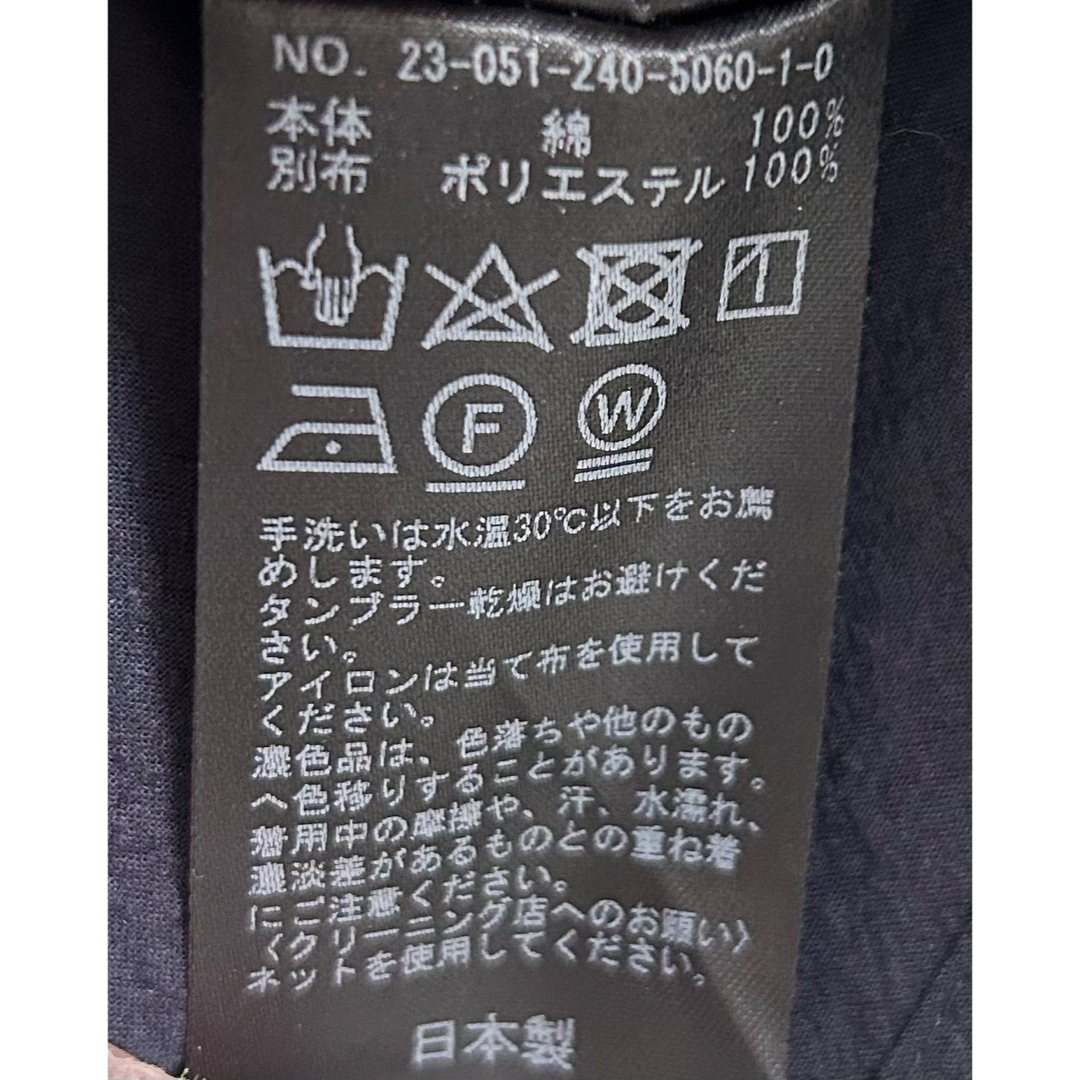 NO. 23-051-240-5060-1-0
本体 綿 100%
別布 ポリエステル 100%
F W
手洗いは水温30℃以下をお薦
めします。
タンブラー乾燥はお避けくだ
さい。
アイロンは当て布を使用して
ください。
濃色品は、色落ちや他のもの
へ色移りすることがあります。
着用中の摩擦や、汗、水濡れ、
濃淡差があるものとの重ね着
にご注意ください。
〈クリーニング店へのお願い〉
ネットを使用してください。
日本製